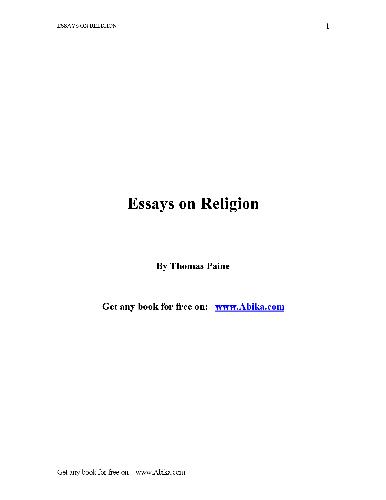 ESSAYS ON RELIGION 1
Essays on Religion
By Thomas Paine
Get any book for free on: www.Abika.com
Get any book for free on: www.Abika.com